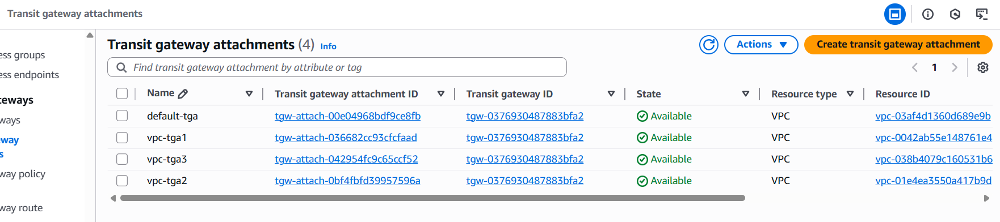 Transit gateway attachments
ess groups
ess endpoints
teways
ways
way
s
way policy
way route
Transit gateway attachments (4) Info
Actions
Create transit gateway attachment
Find transit gateway attachment by attribute or tag
1
Name Transit gateway attachment ID Transit gateway ID State Resource type Resource ID
default-tga tgw-attach-00e04968bdf9ce8fb tgw-0376930487883bfa2 Available VPC vpc-03af4d1360d689e9b
vpc-tga1 tgw-attach-036682cc93cfcfaad tgw-0376930487883bfa2 Available VPC vpc-0042ab55e148761e4
vpc-tga3 tgw-attach-042954fc9c65ccf52 tgw-0376930487883bfa2 Available VPC vpc-038b4079c160531b6
vpc-tga2 tgw-attach-0bf4fbfd39957596a tgw-0376930487883bfa2 Available VPC vpc-01e4ea3550a417b9d